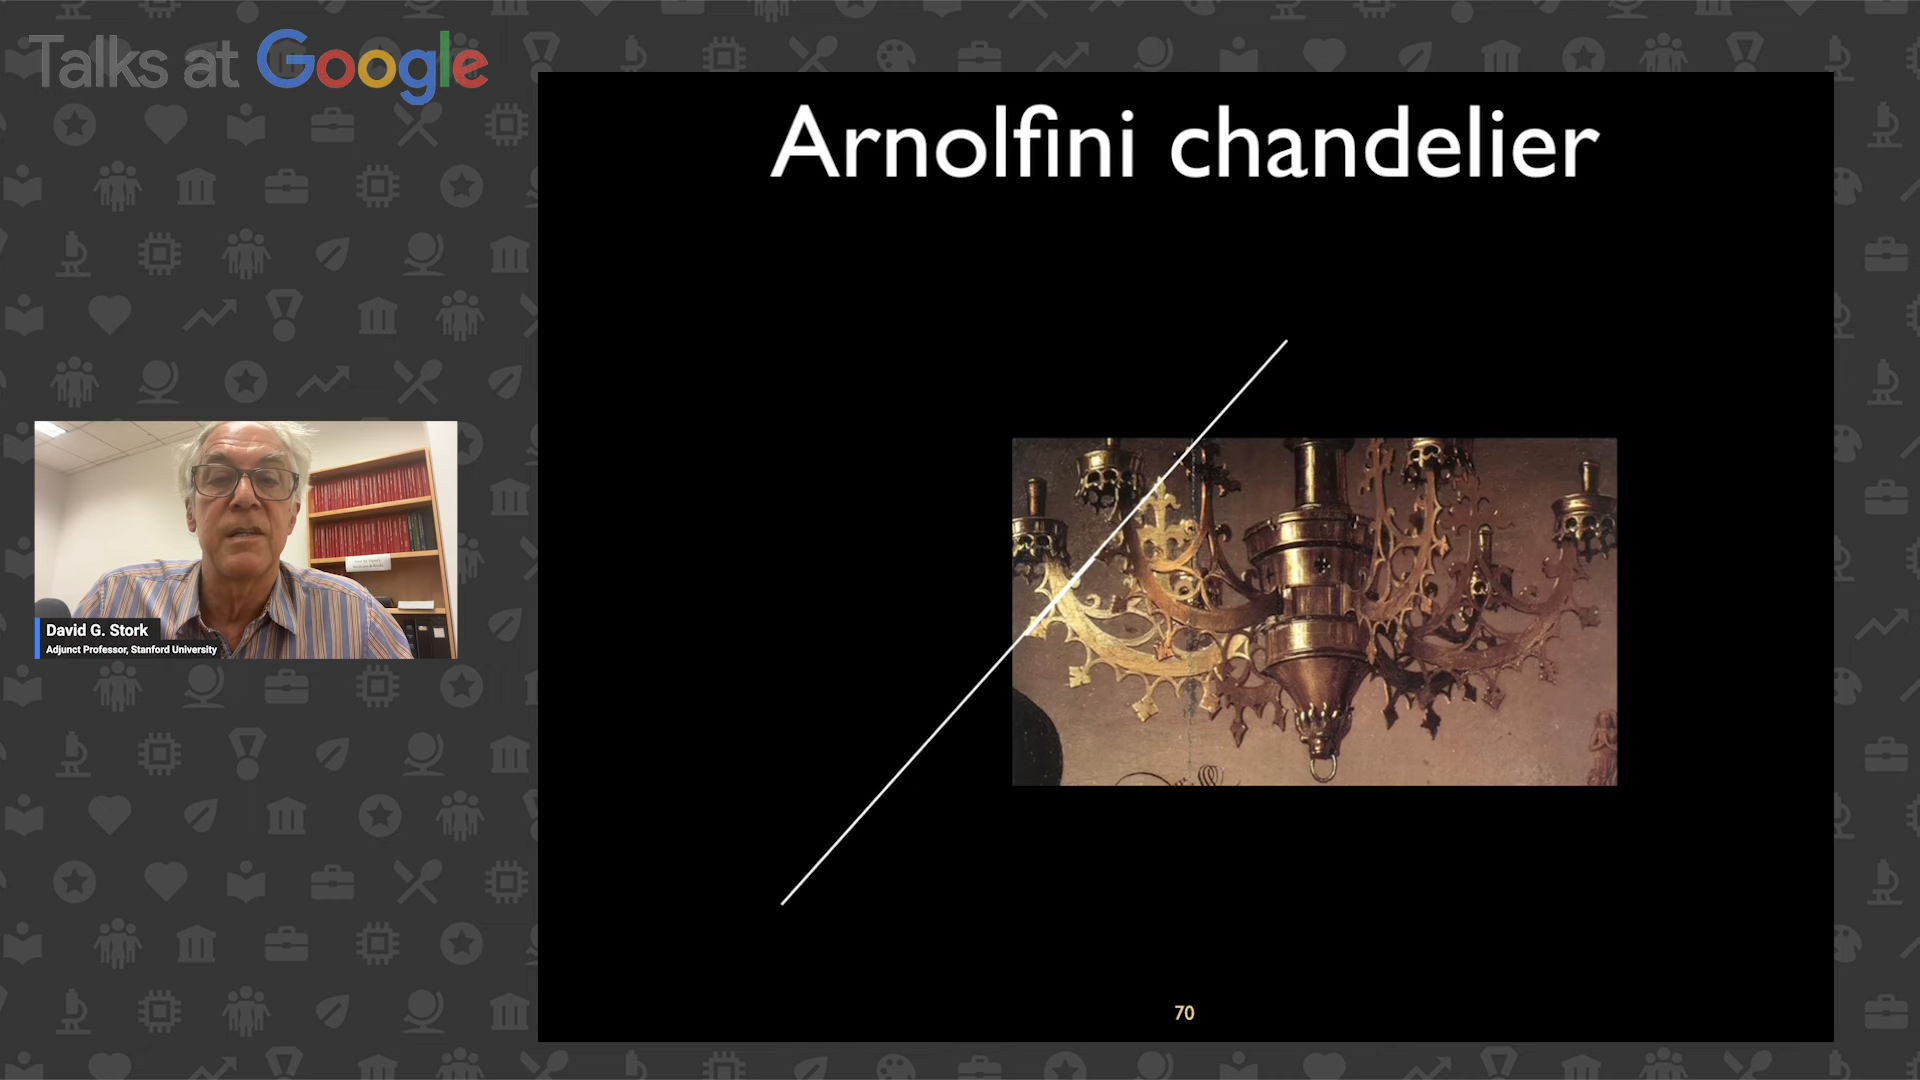 Talks at Google
Arnolfini chandelier
David G. Stork
Adjunct Professor, Stanford University
70